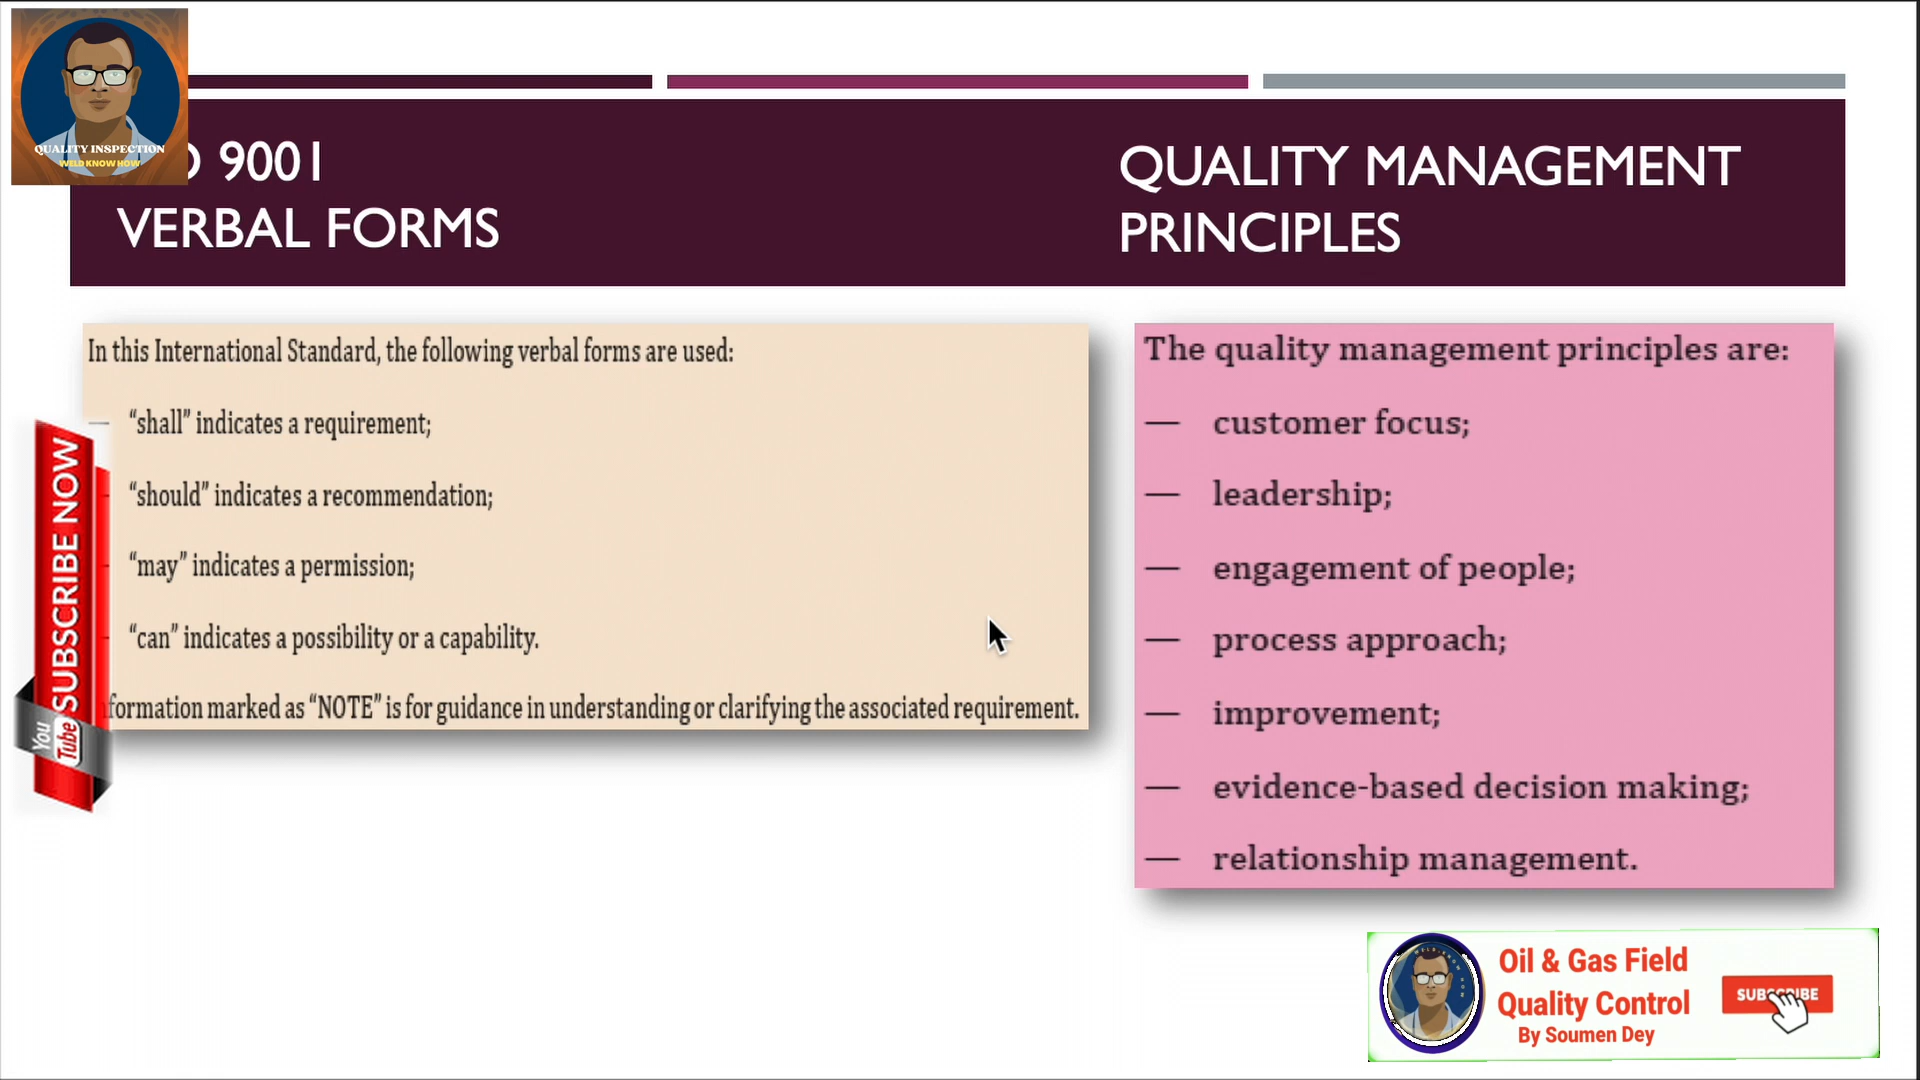 QUALITY INSPECTION
WELD KNOW HOW
9001
VERBAL FORMS
QUALITY MANAGEMENT
PRINCIPLES
In this International Standard, the following verbal forms are used:
— “shall” indicates a requirement;
“should” indicates a recommendation;
“may” indicates a permission;
“can” indicates a possibility or a capability.
formation marked as “NOTE” is for guidance in understanding or clarifying the associated requirement.
The quality management principles are:
— customer focus;
— leadership;
— engagement of people;
— process approach;
— improvement;
— evidence-based decision making;
— relationship management.
SUBSCRIBE NOW
You
Tube
Oil & Gas Field
Quality Control
By Soumen Dey
SUBSCRIBE